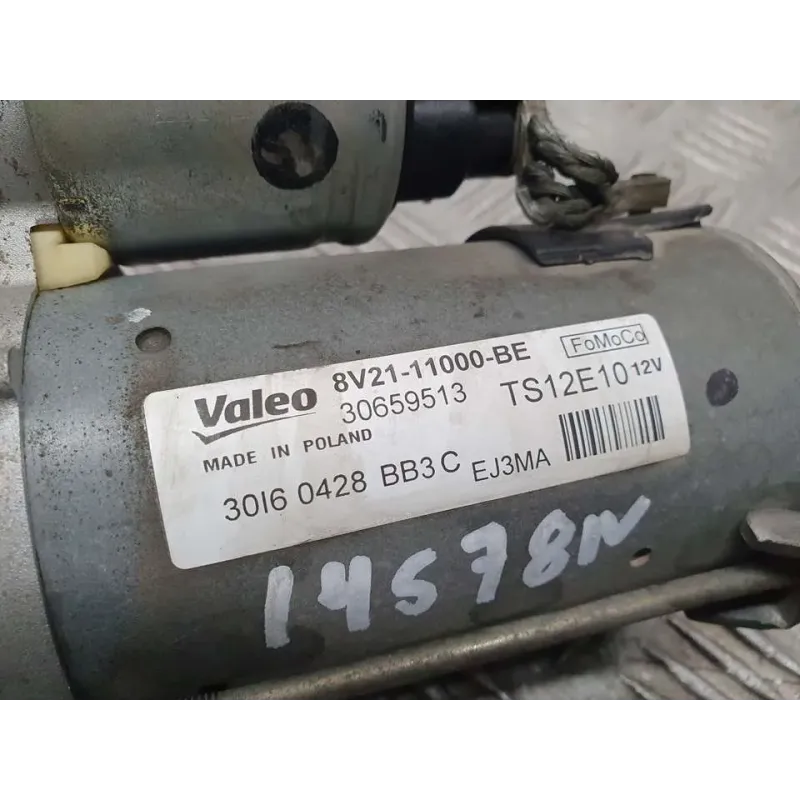 Valeo 8V21-11000-BE FoMoCo
30659513 TS12E10 12V
MADE IN POLAND
30I6 0428 BB3 C EJ3MA
14578N